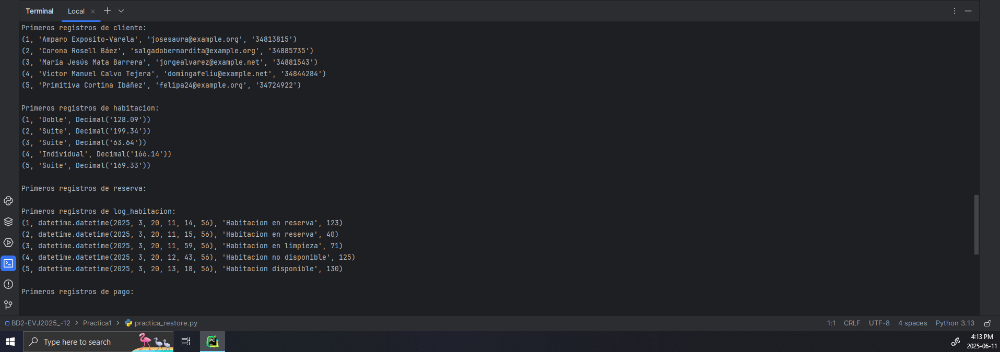 Terminal Local
Primeros registros de cliente:
(1, 'Amparo Exposito-Varela', 'josesaura@example.org', '34813815')
(2, 'Corona Rosell Báez', 'salgadobernardita@example.org', '34885735')
(3, 'María Jesús Mata Barrera', 'jorgealvarez@example.net', '34881543')
(4, 'Victor Manuel Calvo Tejera', 'domingafeliu@example.net', '34844284')
(5, 'Primitiva Cortina Ibáñez', 'felipa24@example.org', '34724922')
Primeros registros de habitacion:
(1, 'Doble', Decimal('128.09'))
(2, 'Suite', Decimal('199.34'))
(3, 'Suite', Decimal('63.64'))
(4, 'Individual', Decimal('166.14'))
(5, 'Suite', Decimal('169.33'))
Primeros registros de reserva:
Primeros registros de log_habitacion:
(1, datetime.datetime(2025, 3, 20, 11, 14, 56), 'Habitacion en reserva', 123)
(2, datetime.datetime(2025, 3, 20, 11, 15, 56), 'Habitacion en reserva', 40)
(3, datetime.datetime(2025, 3, 20, 11, 59, 56), 'Habitacion en limpieza', 71)
(4, datetime.datetime(2025, 3, 20, 12, 43, 56), 'Habitacion no disponible', 125)
(5, datetime.datetime(2025, 3, 20, 13, 18, 56), 'Habitacion disponible', 130)
Primeros registros de pago:
BD2-EVJ2025_-12 > Practica1 > practica_restore.py 1:1 CRLF UTF-8 4 spaces Python 3.13
Type here to search
PC
4:13 PM
2025-06-11